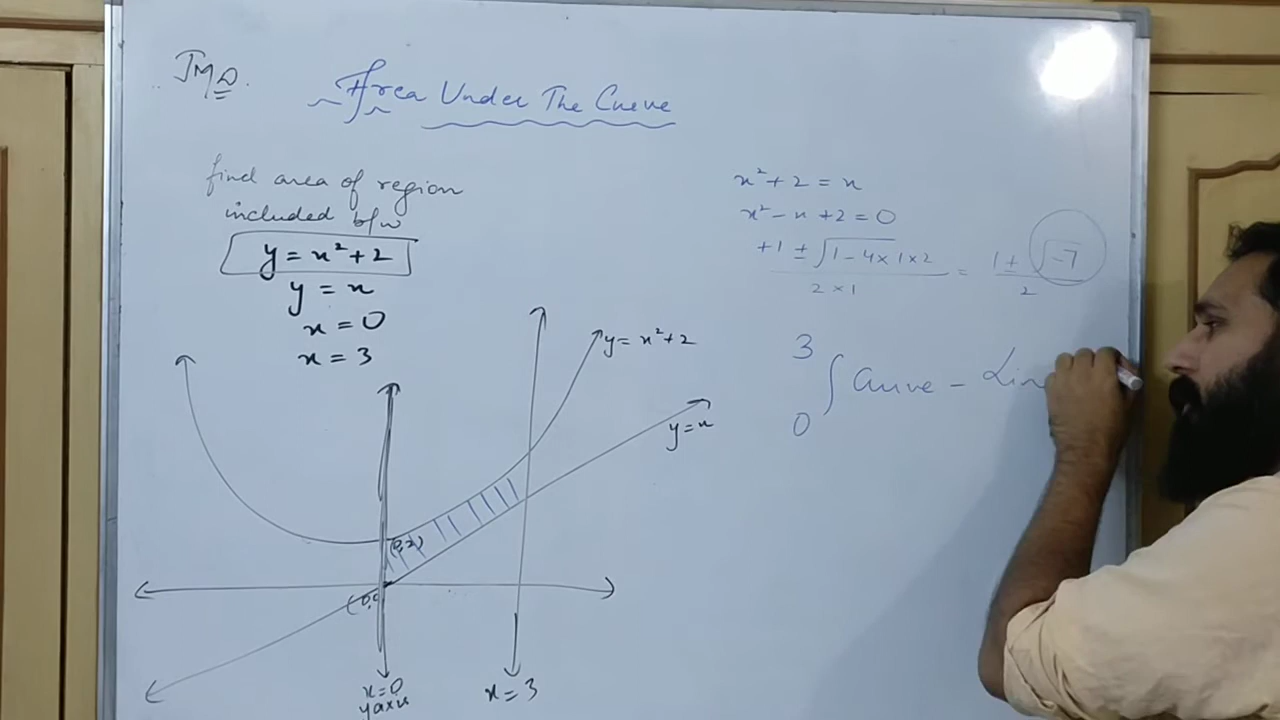 JMD.
Area Under The Curve
find area of region
included b/w
y = x² + 2
y = x
x = 0
x = 3
y = x² + 2
y = x
(0,2)
x = 0
y axis
x = 3
x² + 2 = x
x² - x + 2 = 0
+1 ± √1 - 4 × 1 × 2 / 2 × 1 = 1 ± √-7 / 2
3
∫ Curve - Lin
0